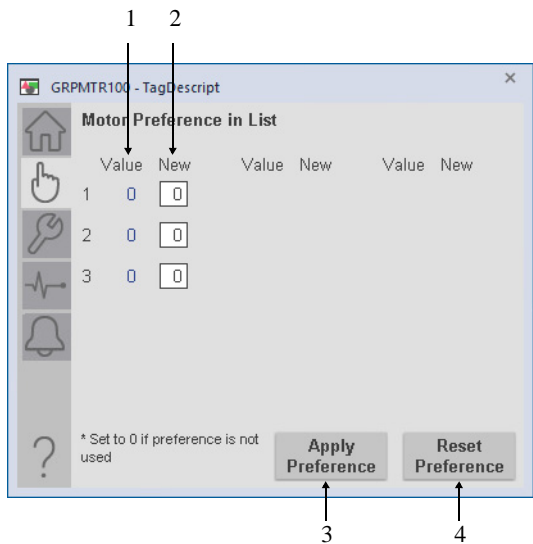 1 2
GRPMTR100 - TagDescript ×
Motor Preference in List
Value New Value New Value New
1 0 0
2 0 0
3 0 0
* Set to 0 if preference is not
used
Apply
Preference
Reset
Preference
?
3 4